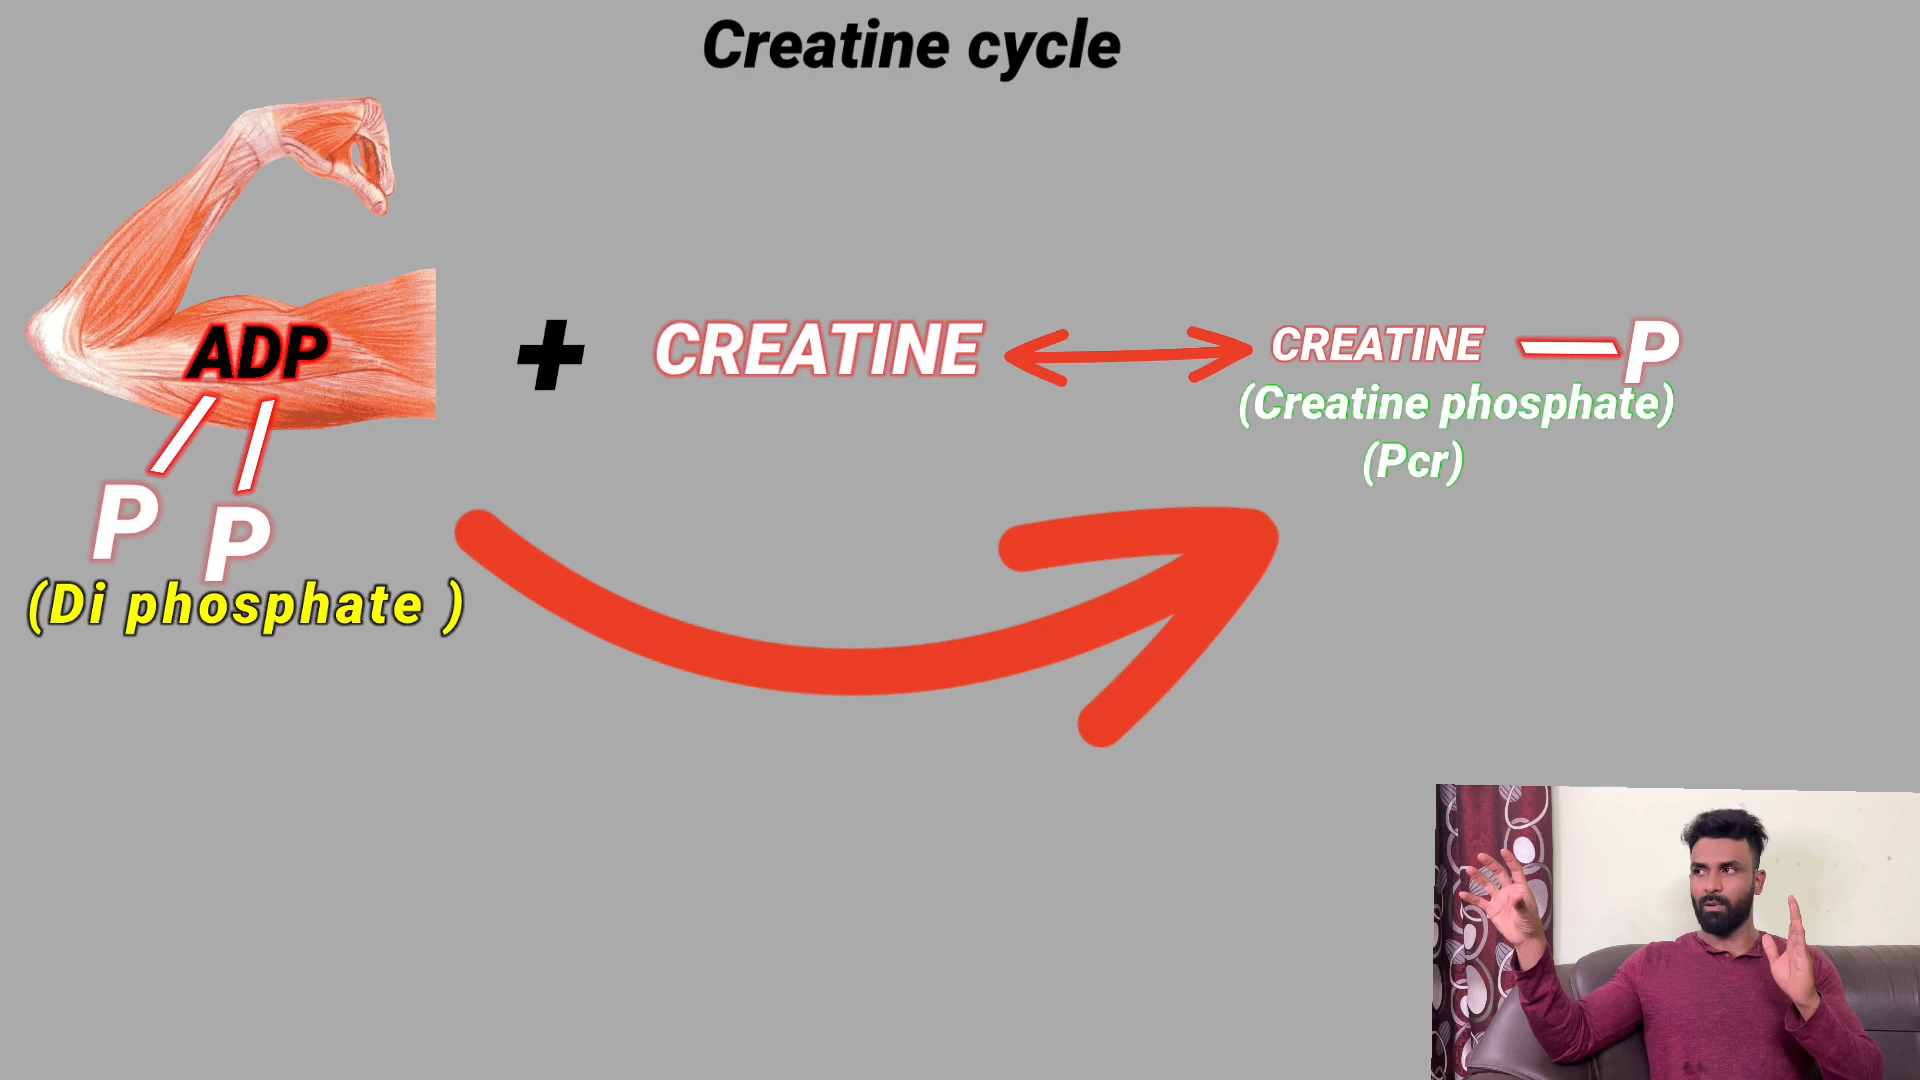 Creatine cycle
ADP
+
CREATINE
CREATINE — P
(Creatine phosphate)
(Pcr)
P P
(Di phosphate )